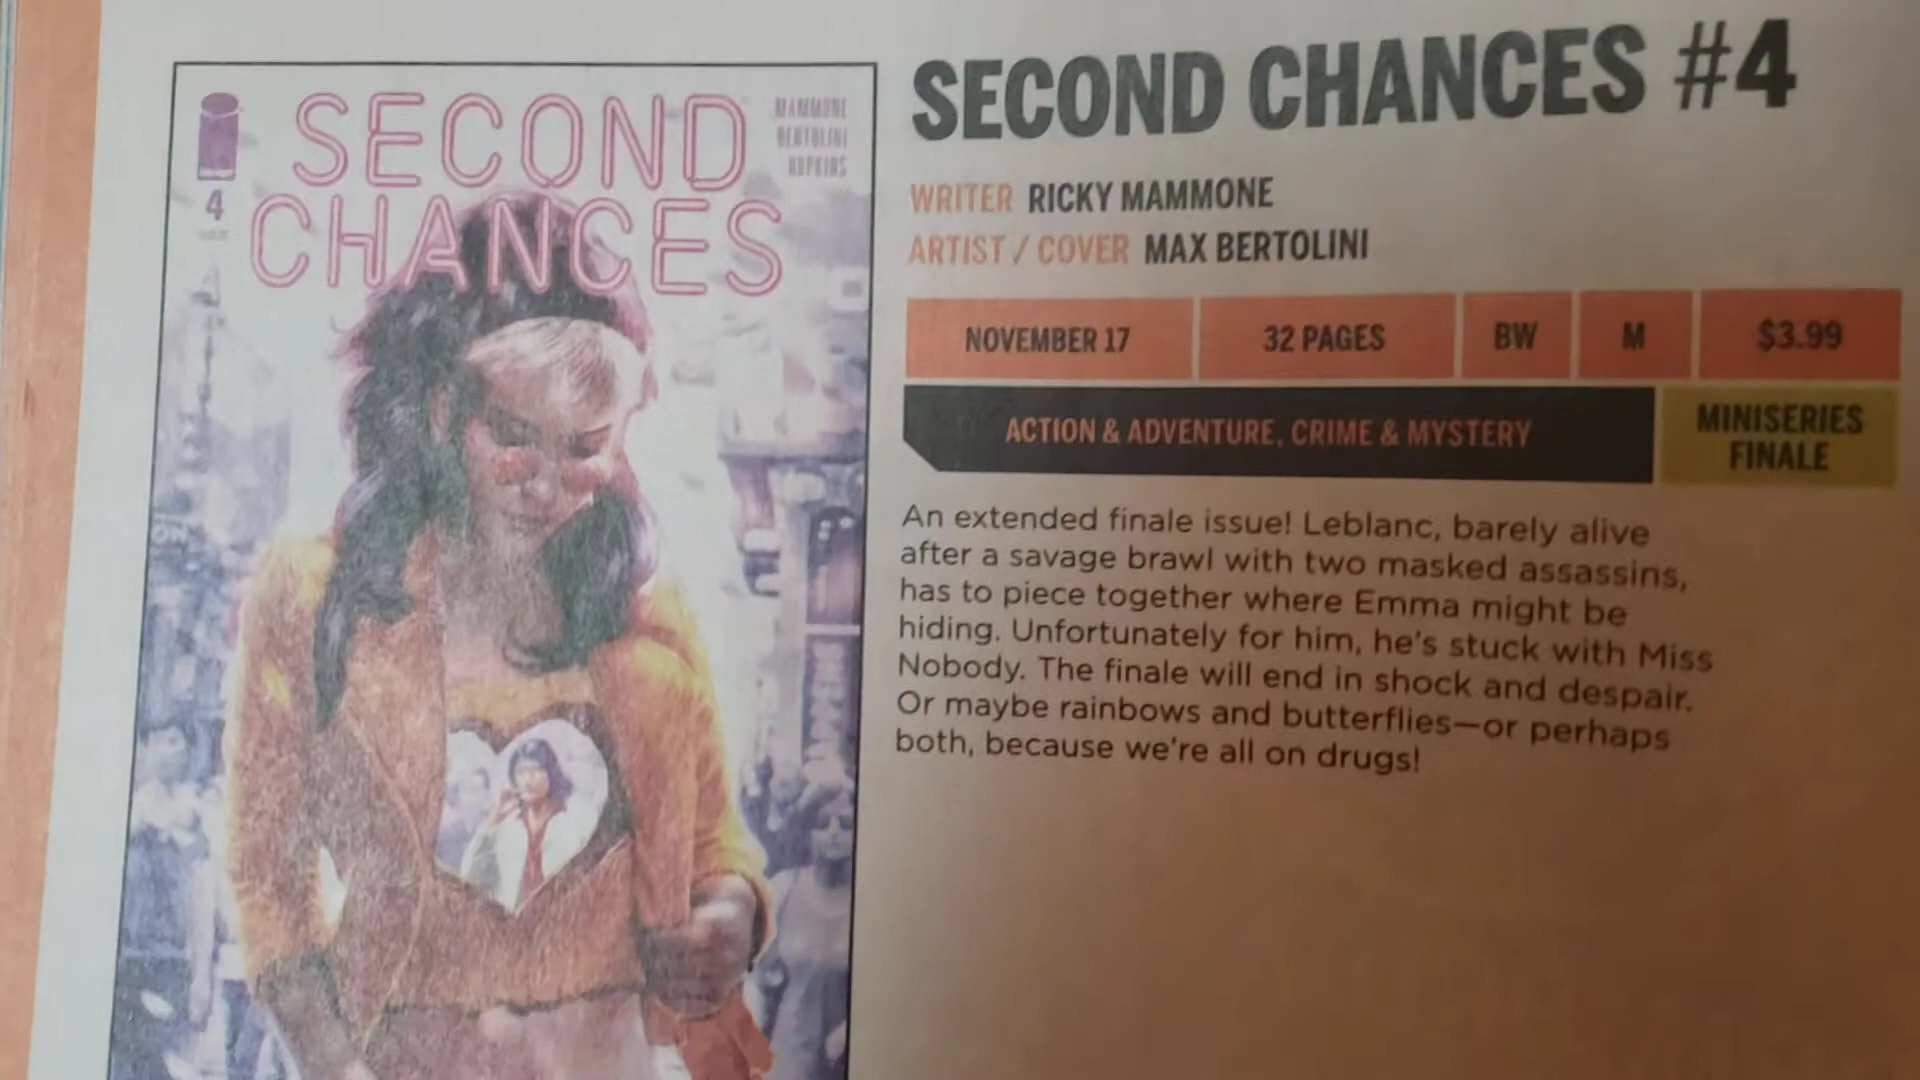 SECOND
CHANCES
MAMMONE
BERTOLINI
HOPKINS
4
SECOND CHANCES #4
WRITER RICKY MAMMONE
ARTIST / COVER MAX BERTOLINI
NOVEMBER 17 32 PAGES BW M $3.99
ACTION & ADVENTURE, CRIME & MYSTERY
MINISERIES
FINALE
An extended finale issue! Leblanc, barely alive
after a savage brawl with two masked assassins,
has to piece together where Emma might be
hiding. Unfortunately for him, he's stuck with Miss
Nobody. The finale will end in shock and despair.
Or maybe rainbows and butterflies—or perhaps
both, because we're all on drugs!